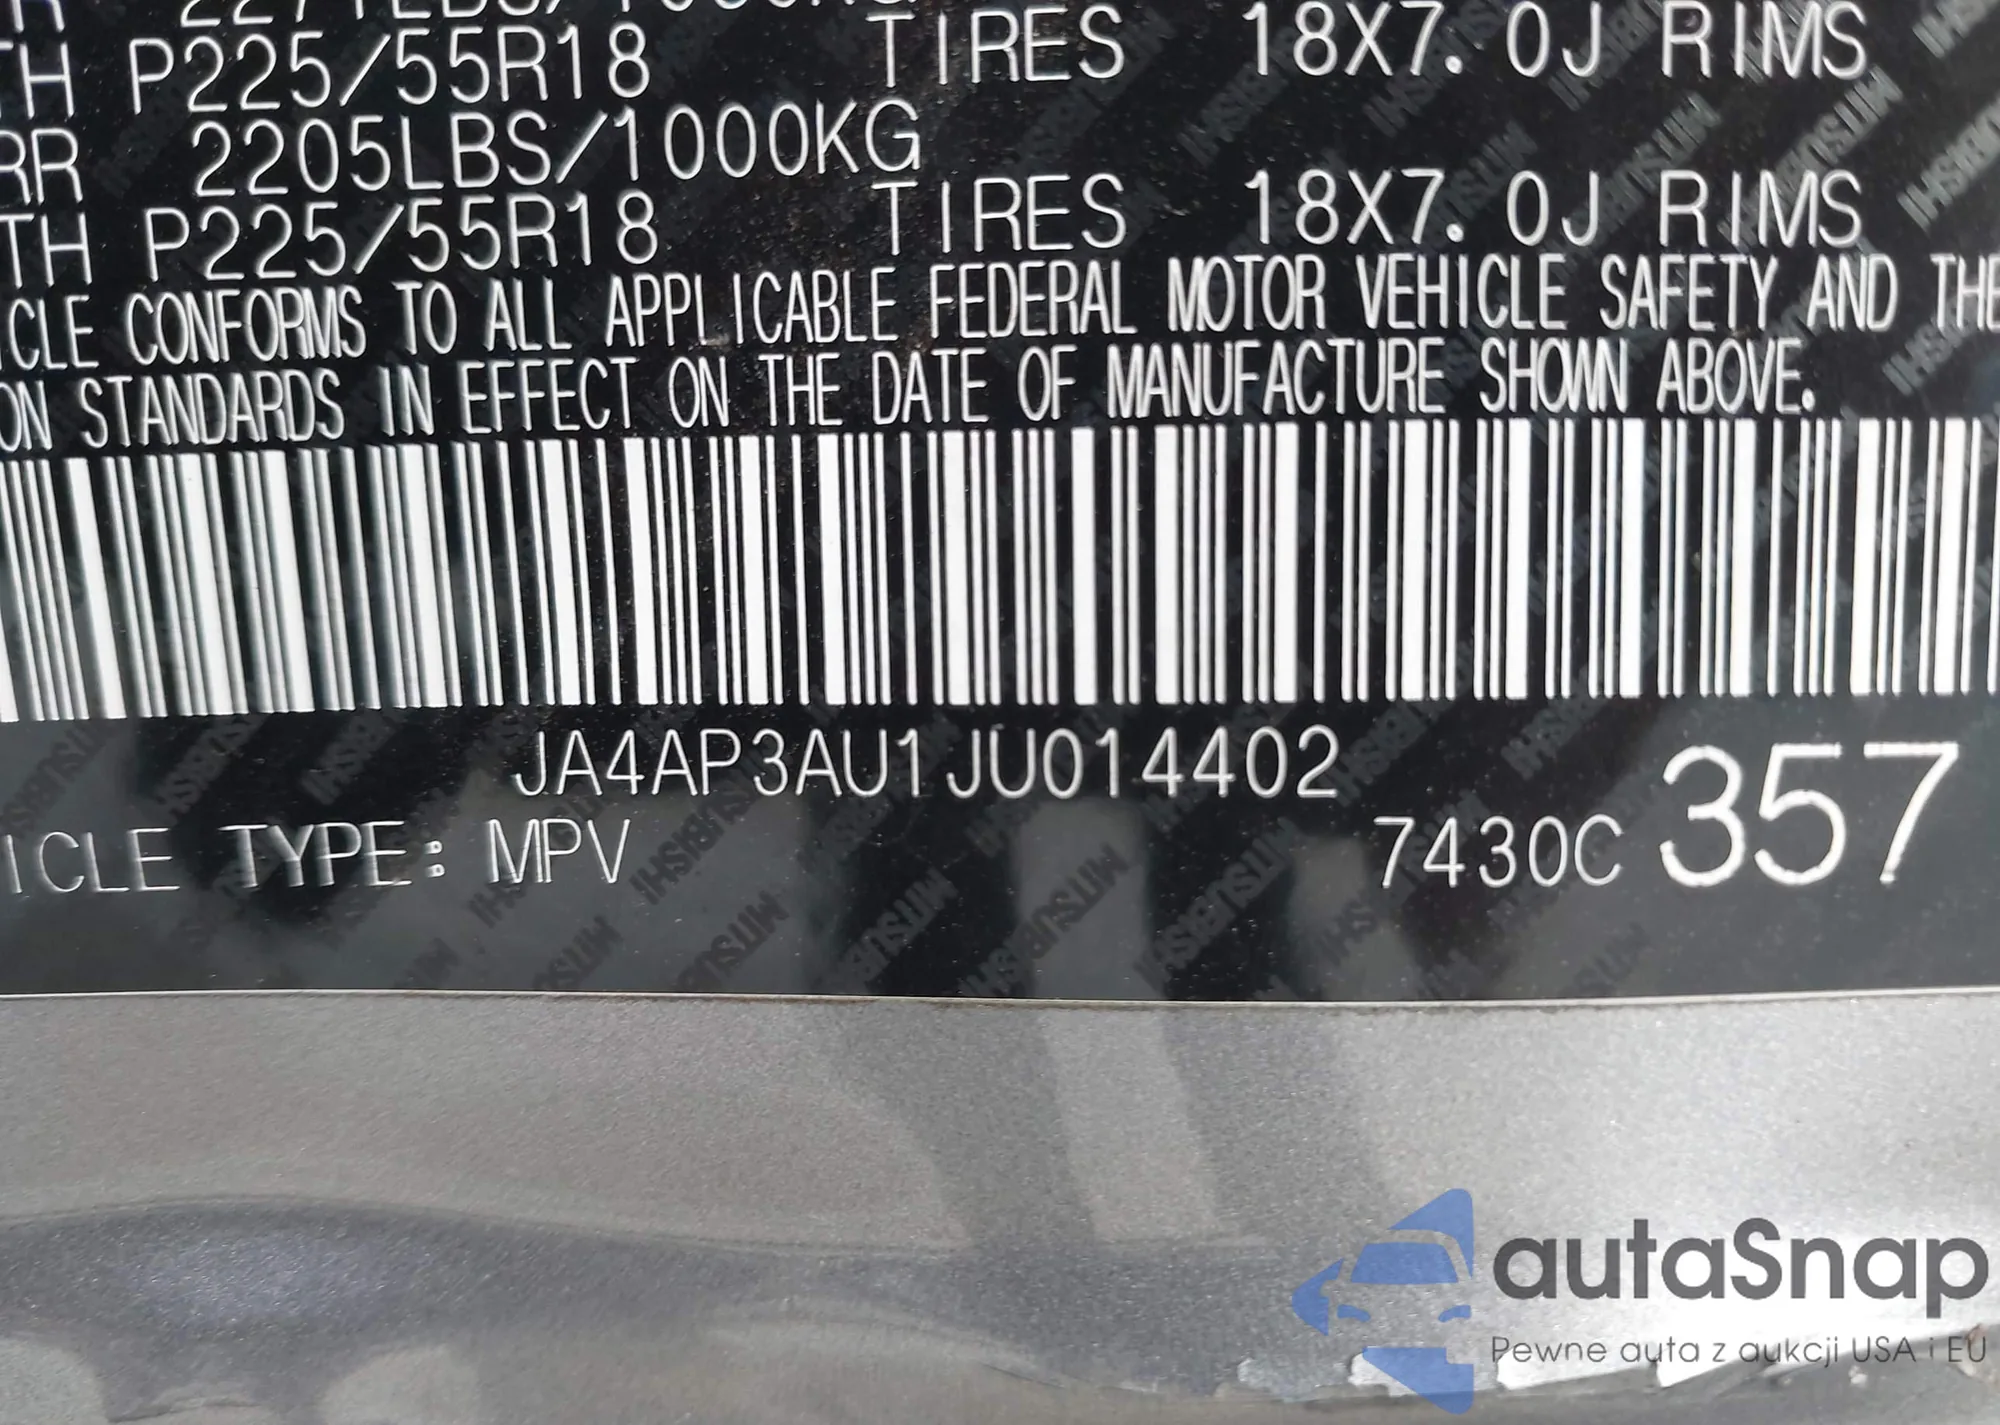 2271LBS/1030KG
TH P225/55R18 TIRES 18X7.0J RIMS
RR 2205LBS/1000KG
TH P225/55R18 TIRES 18X7.0J RIMS
ICLE CONFORMS TO ALL APPLICABLE FEDERAL MOTOR VEHICLE SAFETY AND THE
ON STANDARDS IN EFFECT ON THE DATE OF MANUFACTURE SHOWN ABOVE.
JA4AP3AU1JU014402
ICLE TYPE: MPV 7430C 357
autaSnap
Pewne auta z aukcji USA i EU